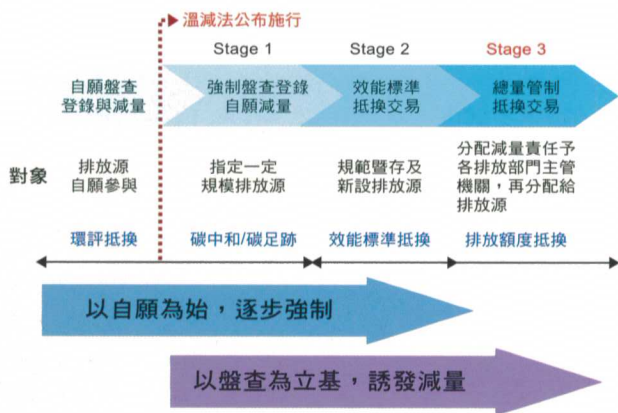 溫減法公布施行
Stage 1
Stage 2
Stage 3
自願盤查
登錄與減量
強制盤查登錄
自願減量
效能標準
抵換交易
總量管制
抵換交易
對象
排放源
自願參與
指定一定
規模排放源
規範暨存及
新設排放源
分配減量責任予
各排放部門主管
機關，再分配給
排放源
環評抵換
碳中和/碳足跡
效能標準抵換
排放額度抵換
以自願為始，逐步強制
以盤查為立基，誘發減量